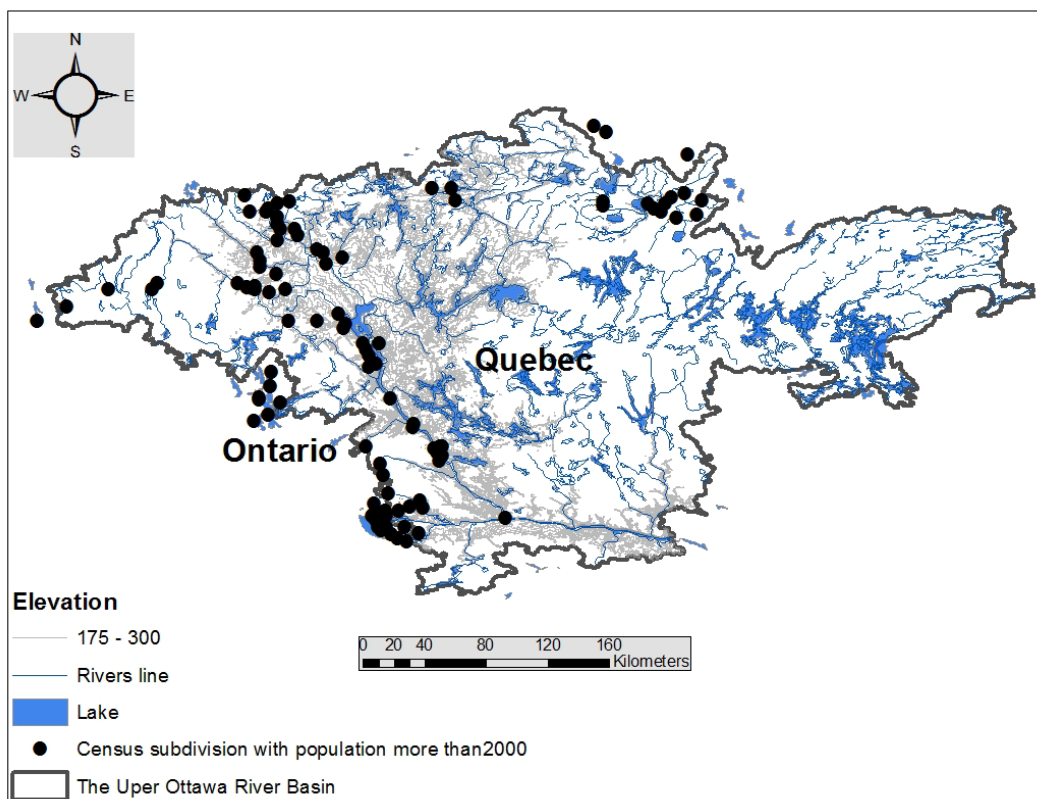 N
W E
S
Quebec
Ontario
Elevation
175 - 300
Rivers line
Lake
Census subdivision with population more than2000
The Uper Ottawa River Basin
0 20 40 80 120 160
Kilometers